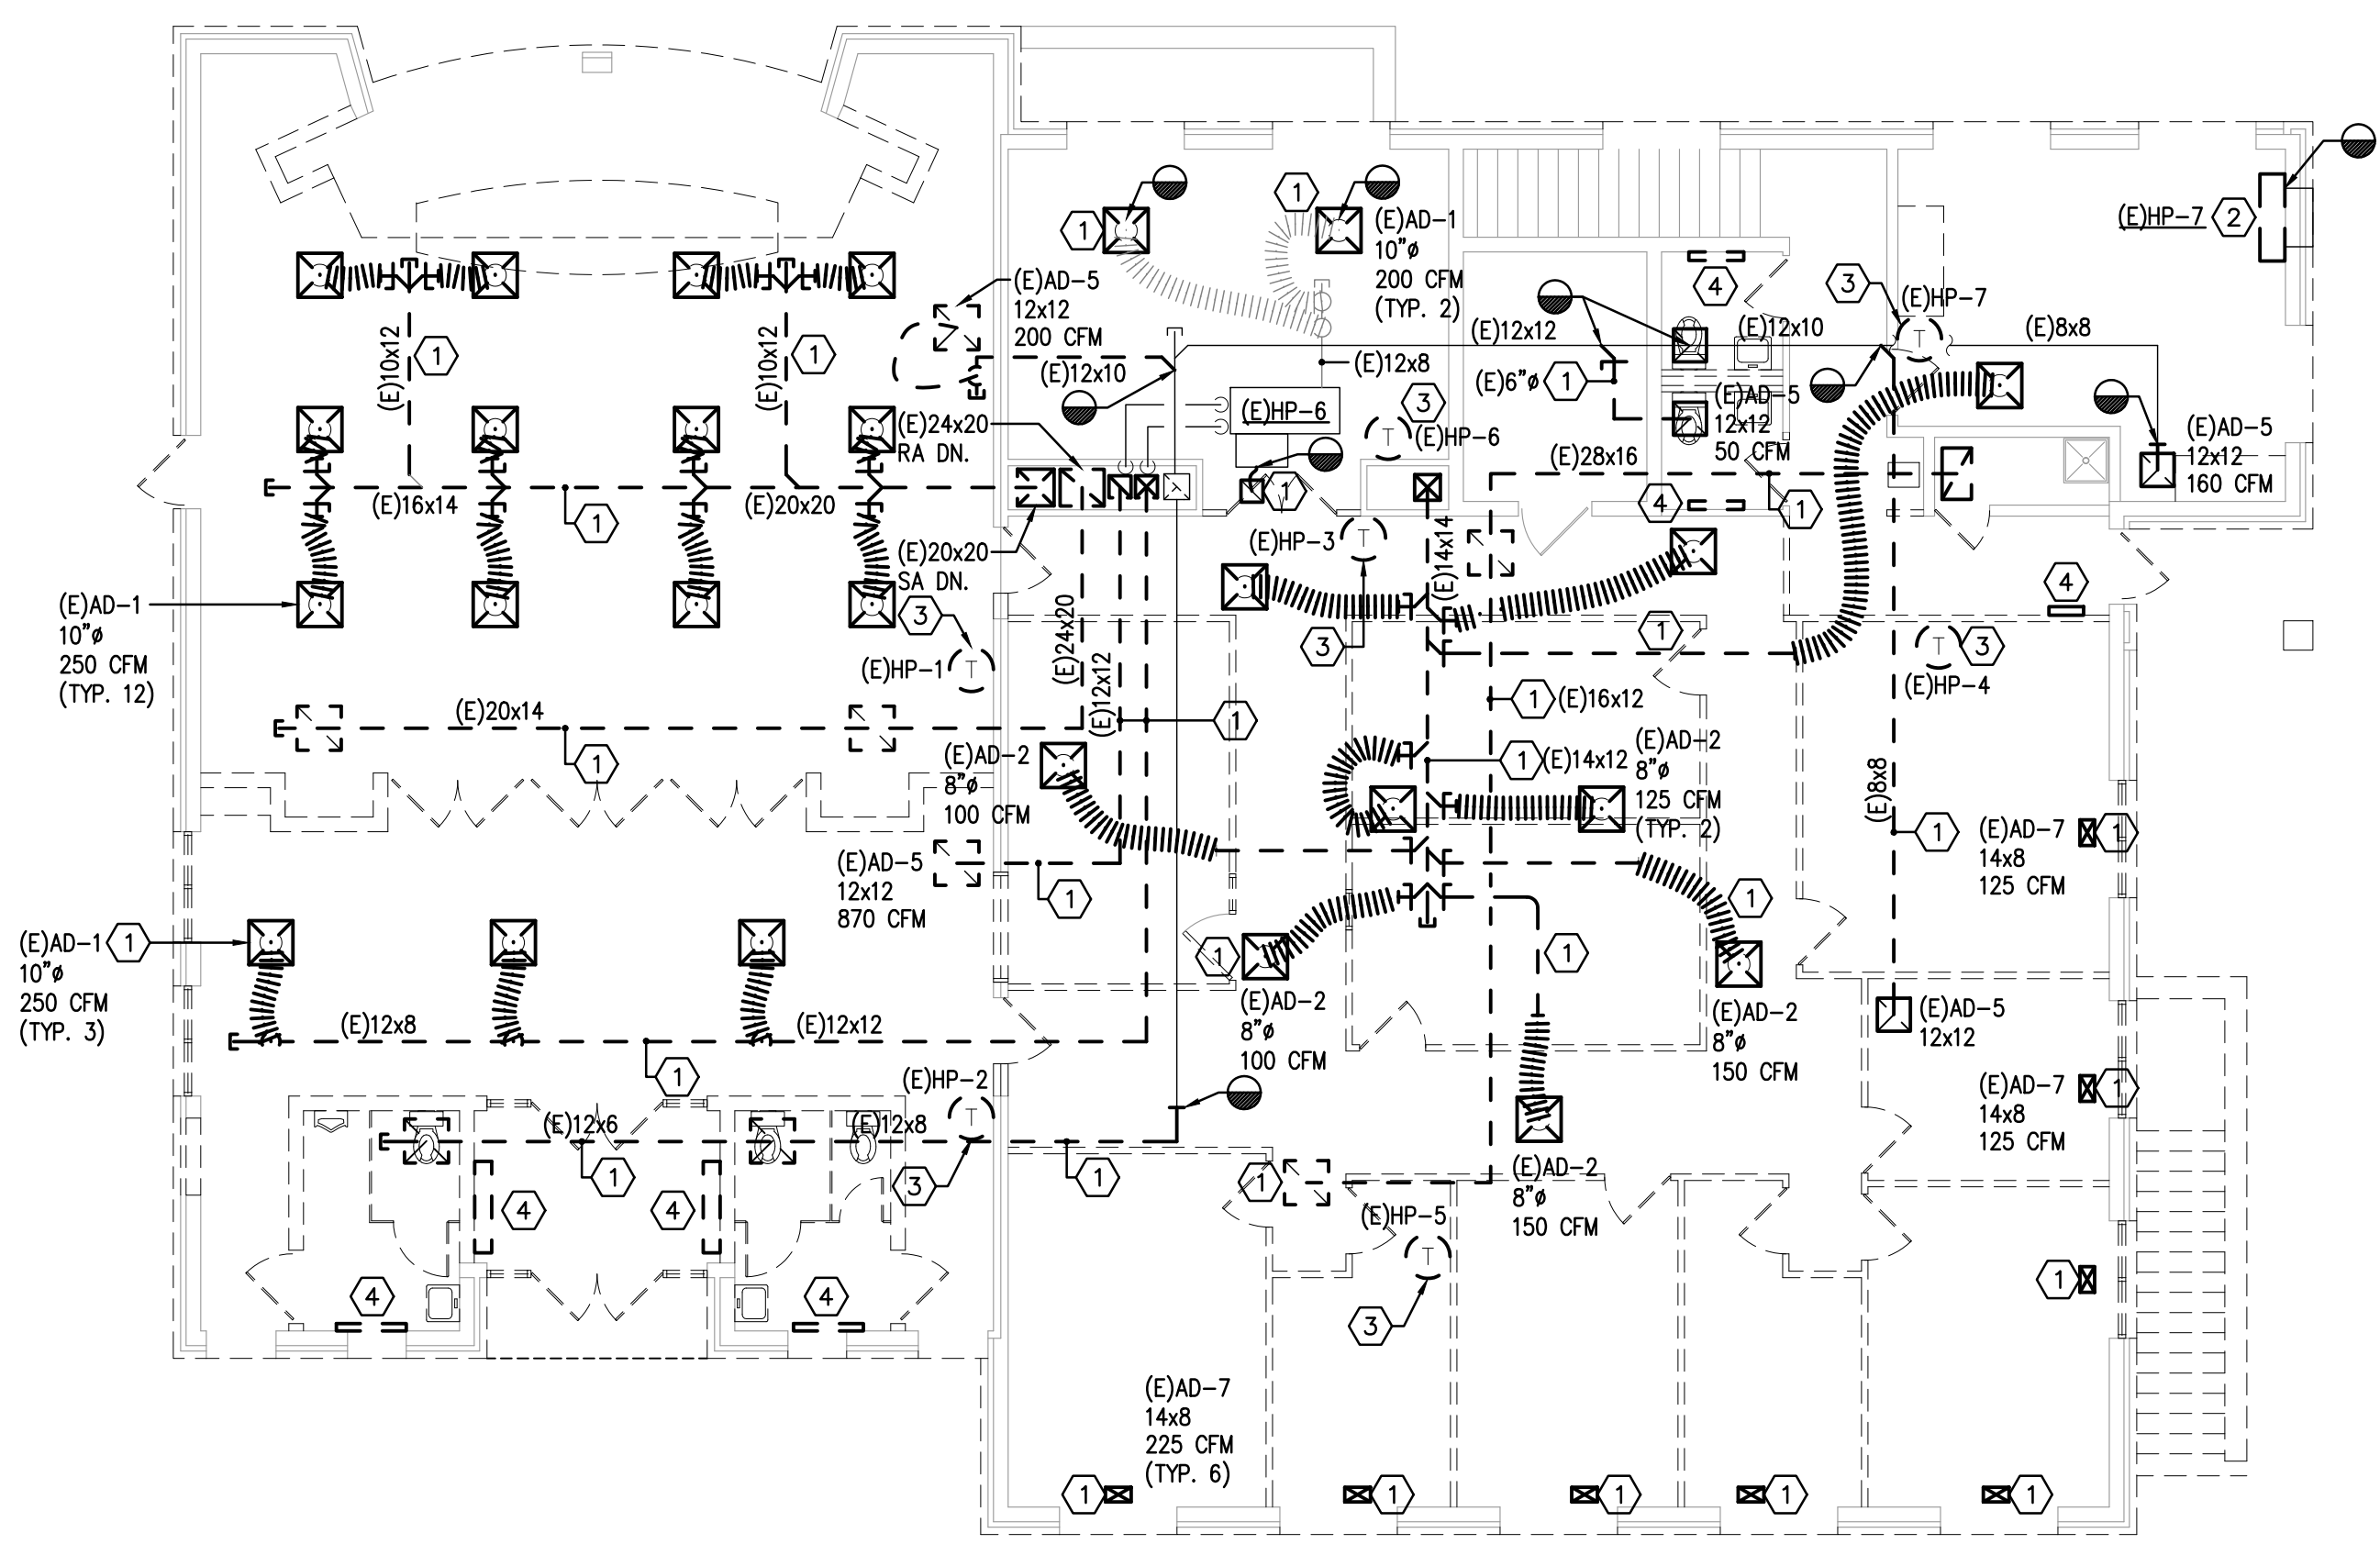 1
1
(E)AD-1
10"ø
200 CFM
(TYP. 2)
(E)HP-7
2
4
3
(E)HP-7
(E)AD-5
12x12
200 CFM
(E)10x12
1
(E)10x12
1
(E)12x10
(E)12x8
(E)12x12
(E)12x10
(E)8x8
(E)6"ø
1
(E)AD-5
12x12
50 CFM
(E)HP-6
3
(E)HP-6
T
T
(E)24x20
RA DN.
(E)28x16
(E)AD-5
12x12
160 CFM
(E)16x14
(E)20x20
1
1
4
1
(E)20x20
SA DN.
(E)HP-3
T
(E)14x14
3
1
(E)AD-1
10"ø
250 CFM
(TYP. 12)
3
(E)HP-1
T
(E)24x20
(E)12x12
4
T
3
(E)HP-4
(E)20x14
1
1
1
(E)16x12
(E)AD-2
8"ø
100 CFM
1
(E)14x12
(E)AD-2
8"ø
125 CFM
(TYP. 2)
(E)8x8
1
(E)AD-7
14x8
125 CFM
1
(E)AD-5
12x12
870 CFM
1
1
(E)AD-1
1
10"ø
250 CFM
(TYP. 3)
1
1
(E)12x8
(E)12x12
1
(E)AD-2
8"ø
100 CFM
(E)AD-2
8"ø
150 CFM
(E)AD-5
12x12
(E)HP-2
T
(E)AD-7
14x8
125 CFM
1
(E)12x6
(E)12x8
1
1
3
4
4
1
(E)AD-2
8"ø
150 CFM
(E)HP-5
T
3
4
4
1
(E)AD-7
14x8
225 CFM
(TYP. 6)
1
1
1
1
1